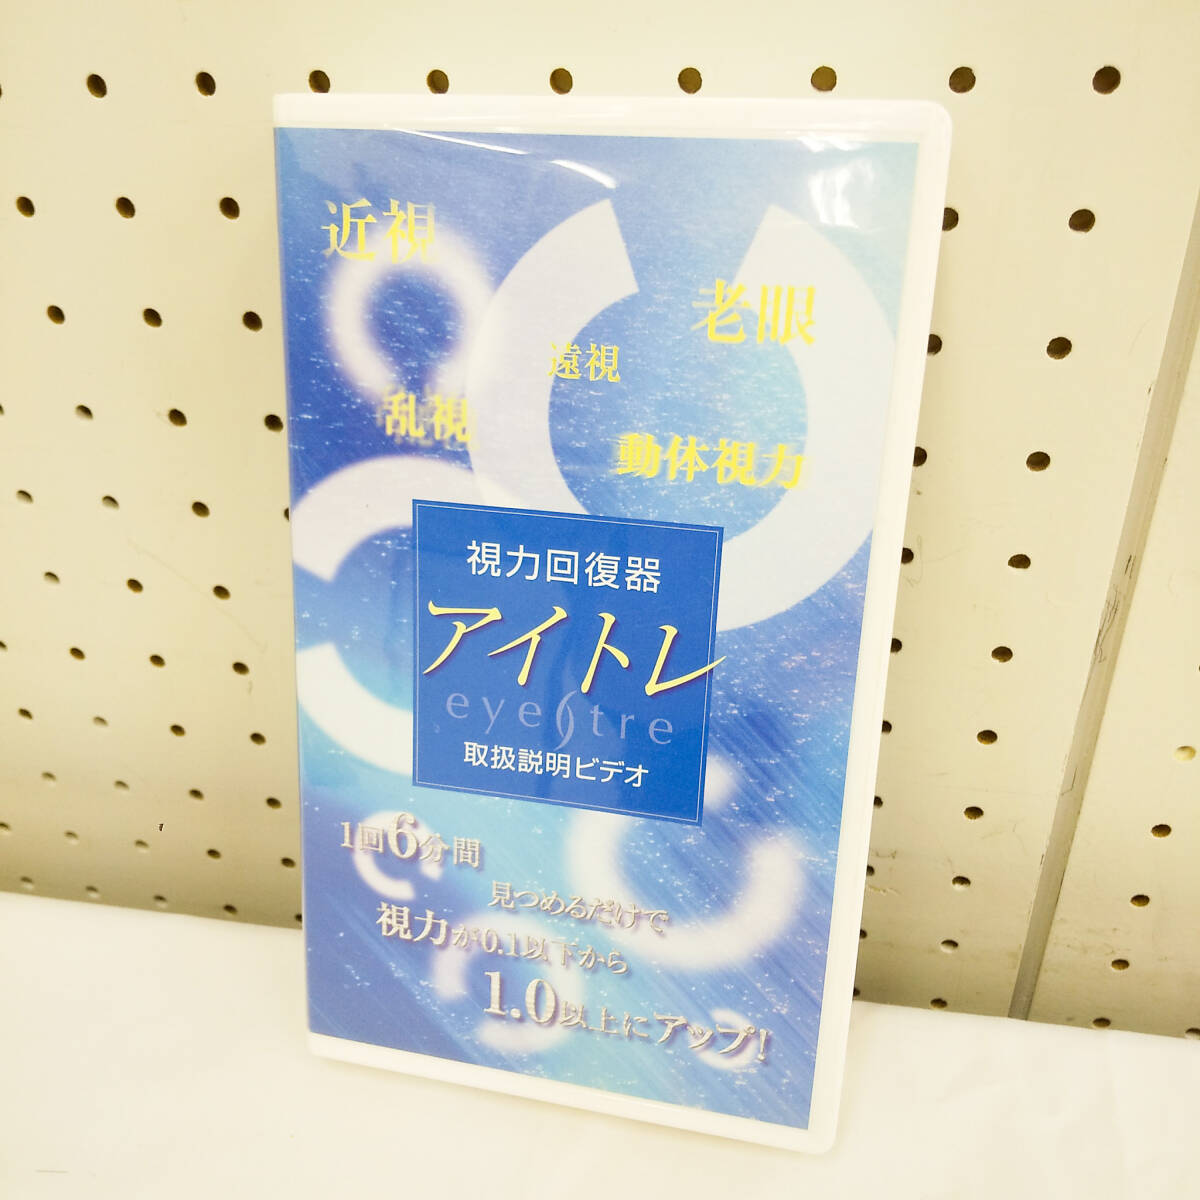 近視
老眼
遠視
乱視
動体視力
視力回復器
アイトレ
eye tre
取扱説明ビデオ
1回6分間
見つめるだけで
視力が0.1以下から
1.0以上にアップ!